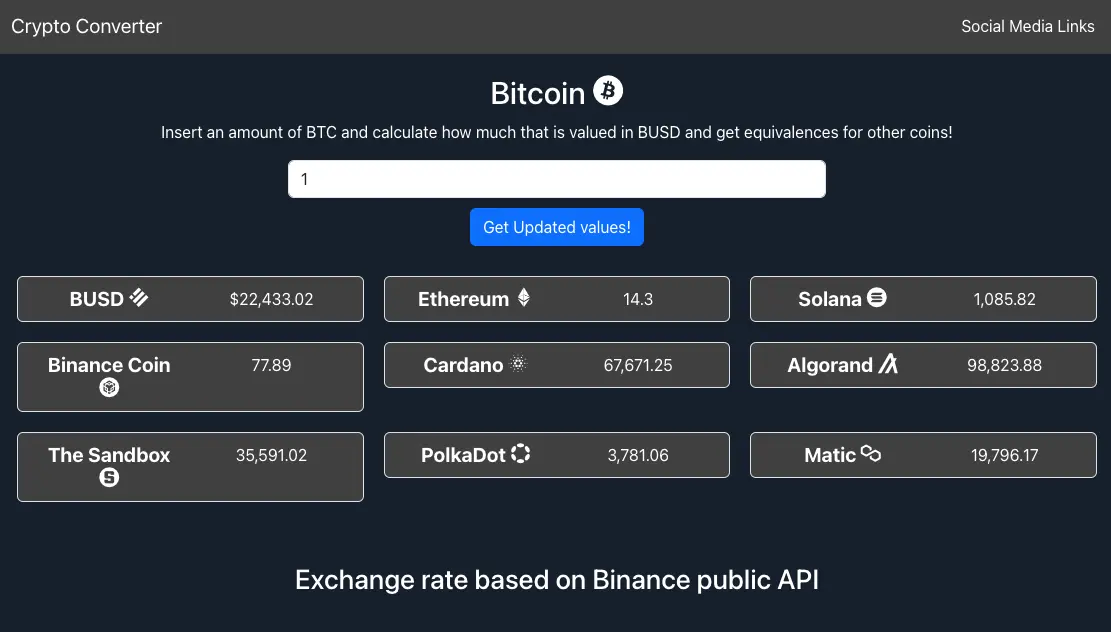 Crypto Converter
Social Media Links
Bitcoin
Insert an amount of BTC and calculate how much that is valued in BUSD and get equivalences for other coins!
1
Get Updated values!
BUSD $22,433.02
Ethereum 14.3
Solana 1,085.82
Binance Coin 77.89
Cardano 67,671.25
Algorand 98,823.88
The Sandbox 35,591.02
PolkaDot 3,781.06
Matic 19,796.17
Exchange rate based on Binance public API